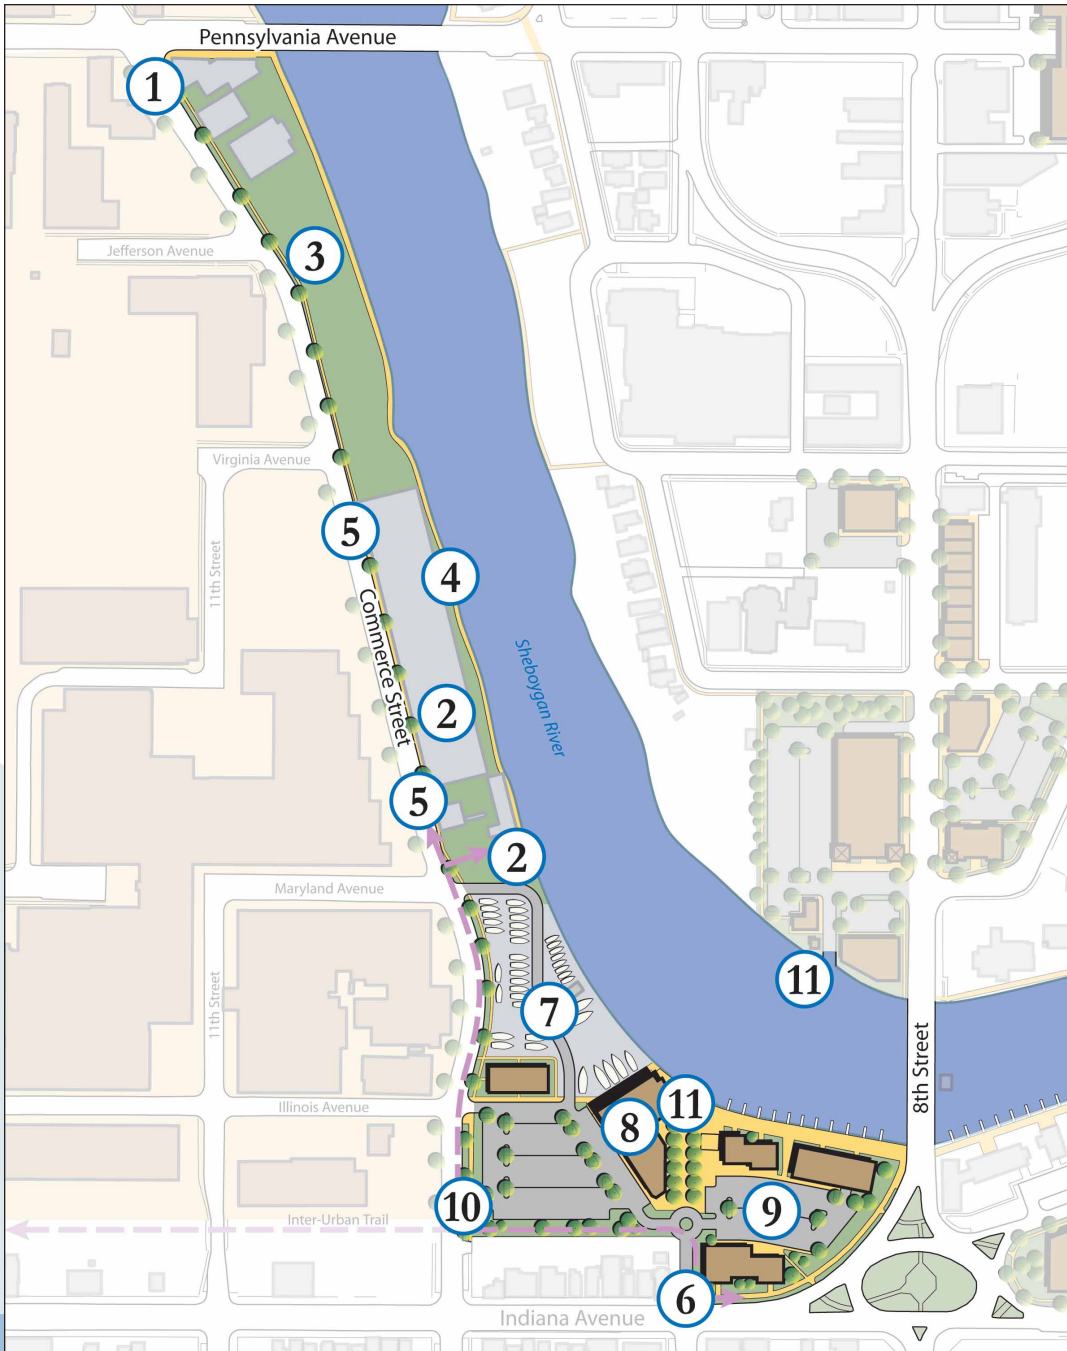 Pennsylvania Avenue
1
Jefferson Avenue
3
Virginia Avenue
5
11th Street
4
Commerce Street
Sheboygan River
2
5
2
Maryland Avenue
11
11th Street
7
8th Street
Illinois Avenue
11
8
10
9
Inter-Urban Trail
6
Indiana Avenue